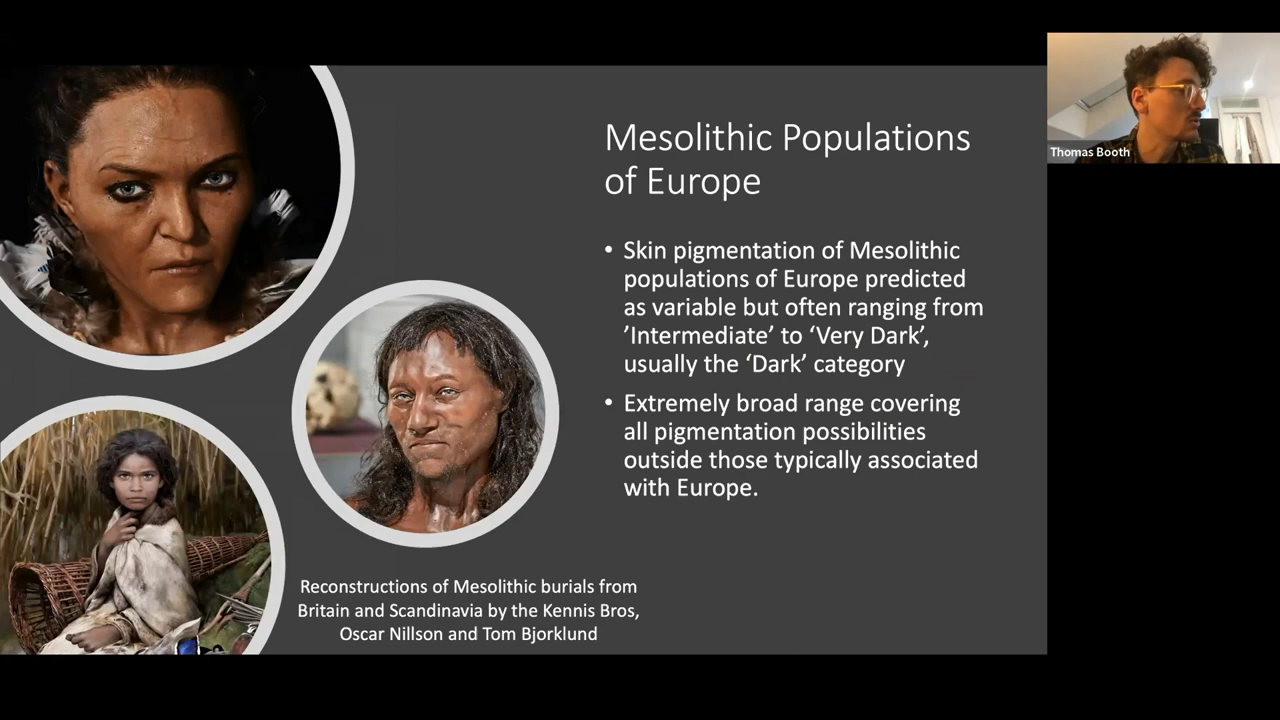 Mesolithic Populations
of Europe
• Skin pigmentation of Mesolithic
populations of Europe predicted
as variable but often ranging from
’Intermediate’ to ‘Very Dark’,
usually the ‘Dark’ category
• Extremely broad range covering
all pigmentation possibilities
outside those typically associated
with Europe.
Reconstructions of Mesolithic burials from
Britain and Scandinavia by the Kennis Bros,
Oscar Nillson and Tom Bjorklund
Thomas Booth